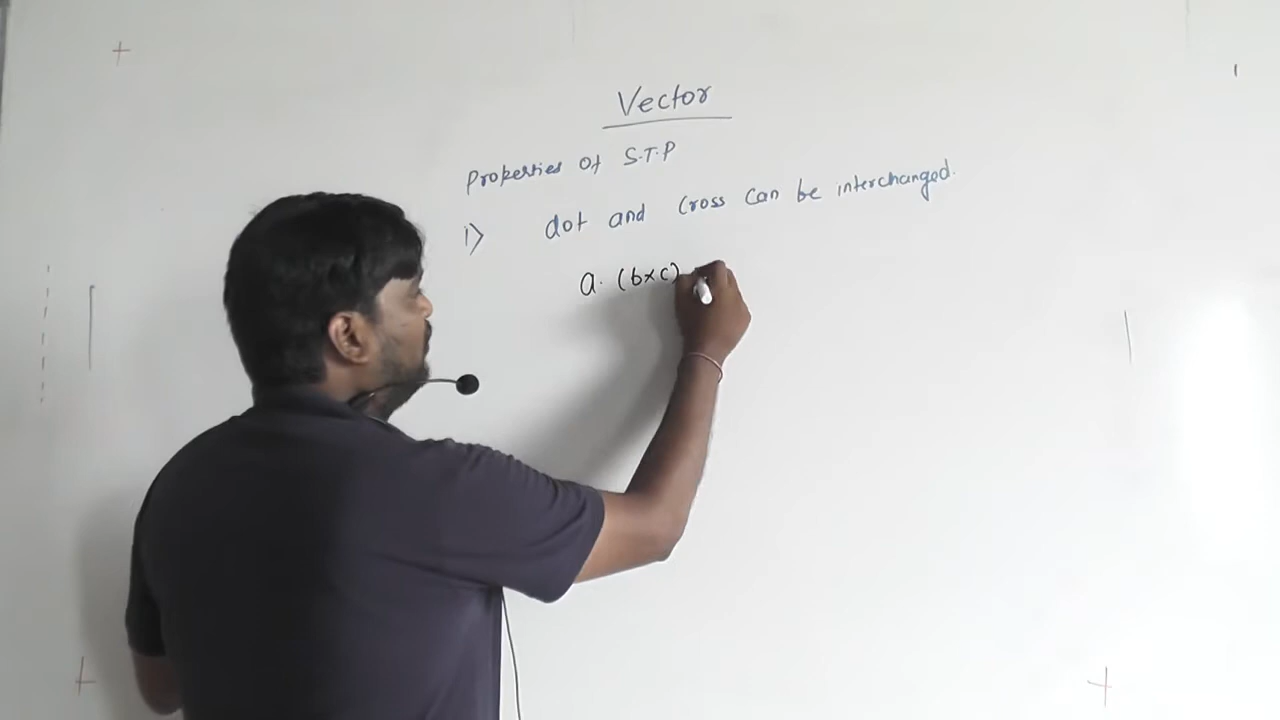 Vector
Properties of S.T.P
1) dot and cross can be interchanged.
a. (b×c)